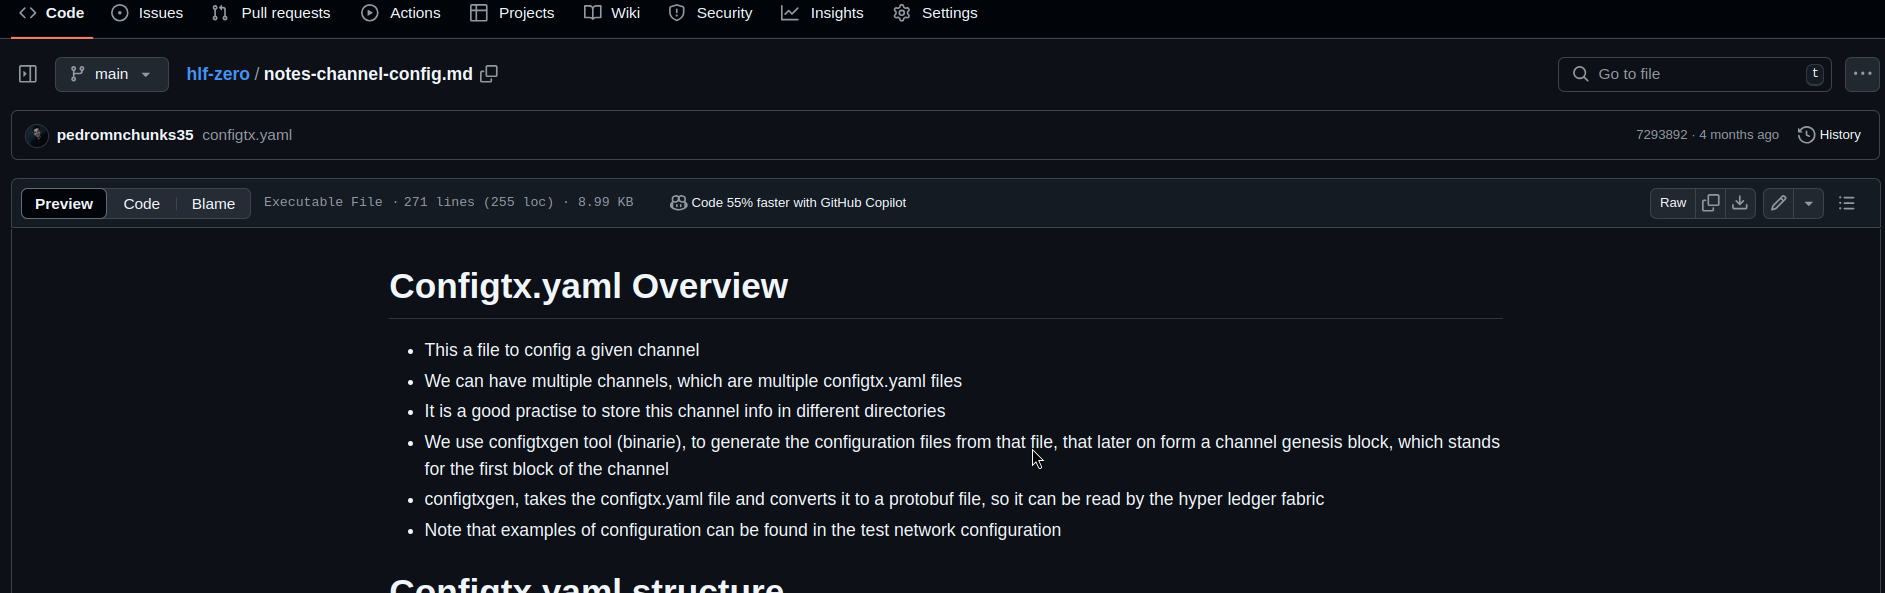 Code Issues Pull requests Actions Projects Wiki Security Insights Settings
main hlf-zero / notes-channel-config.md Go to file t
pedromnchunks35 configtx.yaml 7293892 · 4 months ago History
Preview Code Blame Executable File · 271 lines (255 loc) · 8.99 KB Code 55% faster with GitHub Copilot Raw
Configtx.yaml Overview
• This a file to config a given channel
• We can have multiple channels, which are multiple configtx.yaml files
• It is a good practise to store this channel info in different directories
• We use configtxgen tool (binarie), to generate the configuration files from that file, that later on form a channel genesis block, which stands
for the first block of the channel
• configtxgen, takes the configtx.yaml file and converts it to a protobuf file, so it can be read by the hyper ledger fabric
• Note that examples of configuration can be found in the test network configuration
Configtx.yaml structure